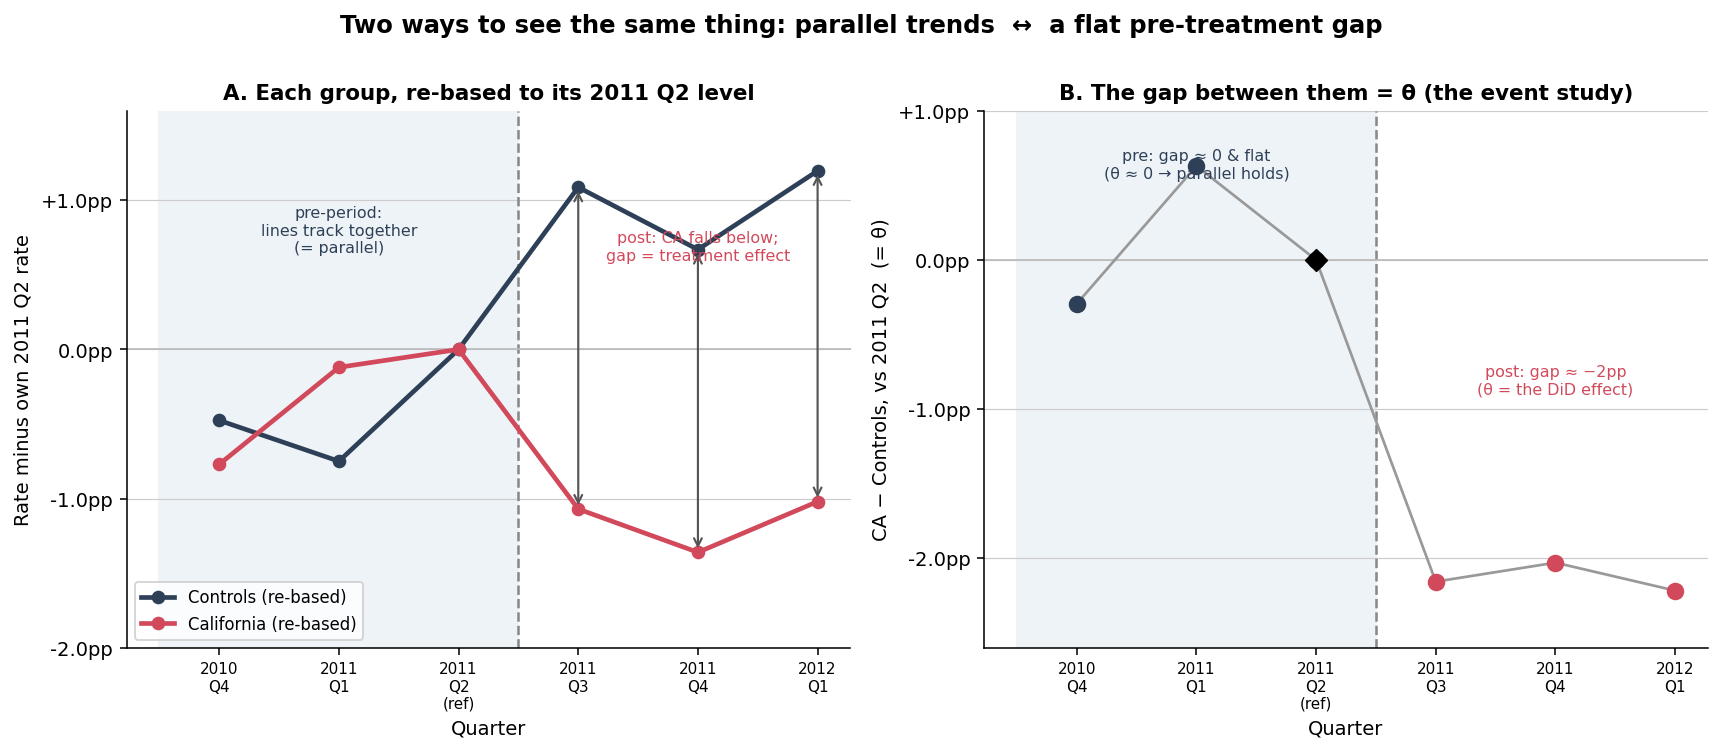 Two ways to see the same thing: parallel trends ↔ a flat pre-treatment gap
A. Each group, re-based to its 2011 Q2 level
Rate minus own 2011 Q2 rate
+1.0pp
0.0pp
-1.0pp
-2.0pp
pre-period:
lines track together
(= parallel)
post: CA falls below;
gap = treatment effect
Controls (re-based)
California (re-based)
2010
Q4
2011
Q1
2011
Q2
(ref)
2011
Q3
2011
Q4
2012
Q1
Quarter
B. The gap between them = θ (the event study)
CA − Controls, vs 2011 Q2 (= θ)
+1.0pp
0.0pp
-1.0pp
-2.0pp
pre: gap ≈ 0 & flat
(θ ≈ 0 → parallel holds)
post: gap ≈ −2pp
(θ = the DiD effect)
2010
Q4
2011
Q1
2011
Q2
(ref)
2011
Q3
2011
Q4
2012
Q1
Quarter